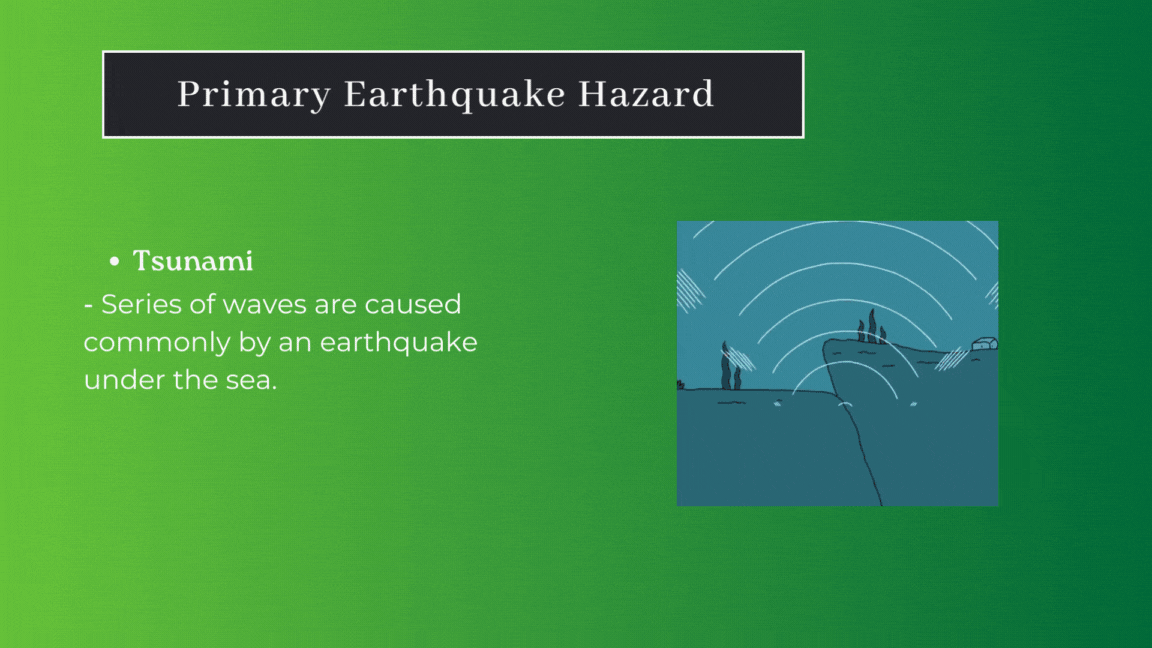 Primary Earthquake Hazard
• Tsunami
- Series of waves are caused
commonly by an earthquake
under the sea.